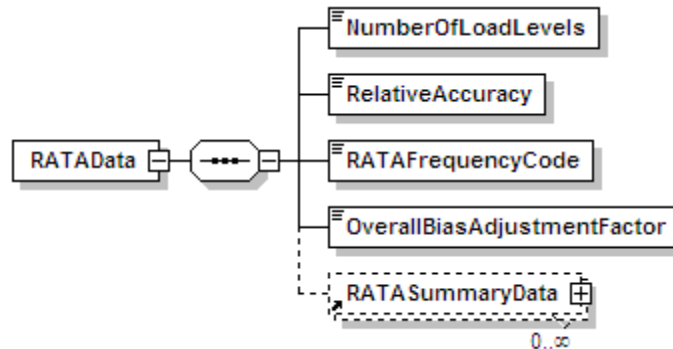 NumberOfLoadLevels
RelativeAccuracy
RATAData
RATAFrequencyCode
OverallBiasAdjustmentFactor
RATASummaryData
0..∞